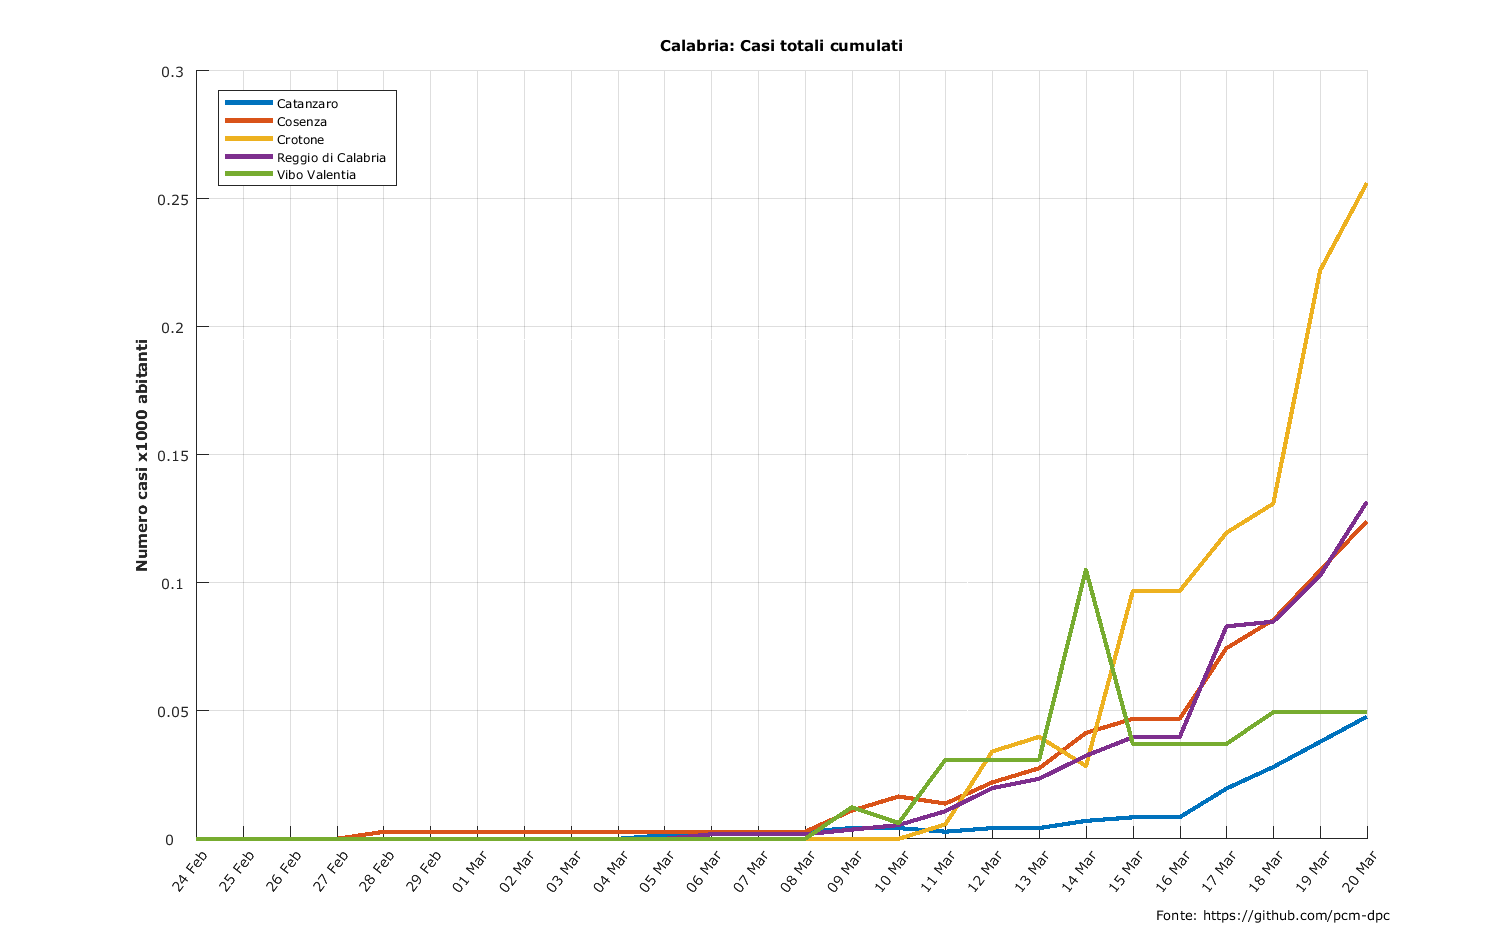 Calabria: Casi totali cumulati
0.3
0.25
0.2
0.15
0.1
0.05
0
Numero casi x1000 abitanti
Catanzaro
Cosenza
Crotone
Reggio di Calabria
Vibo Valentia
24 Feb
25 Feb
26 Feb
27 Feb
28 Feb
29 Feb
01 Mar
02 Mar
03 Mar
04 Mar
05 Mar
06 Mar
07 Mar
08 Mar
09 Mar
10 Mar
11 Mar
12 Mar
13 Mar
14 Mar
15 Mar
16 Mar
17 Mar
18 Mar
19 Mar
20 Mar
Fonte: https://github.com/pcm-dpc